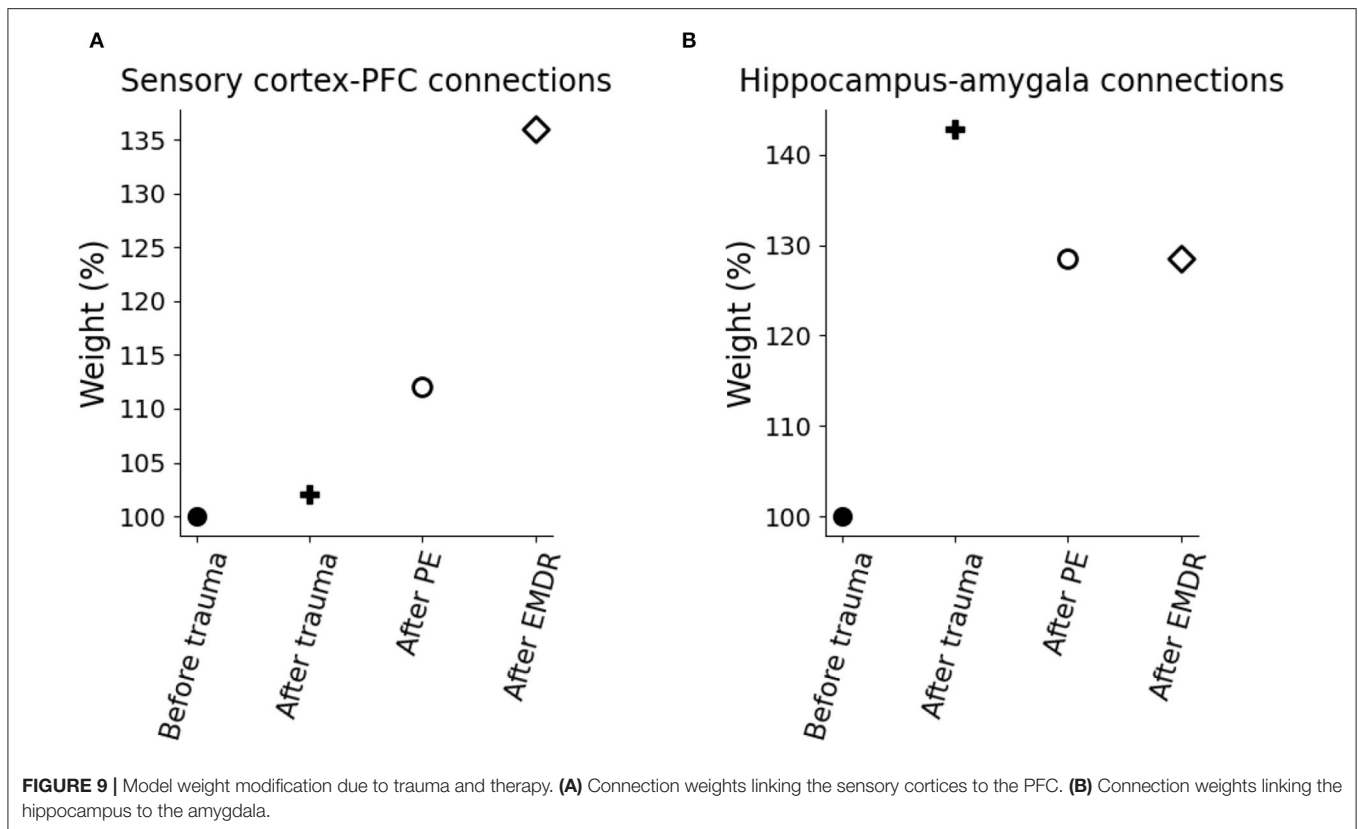 A
Sensory cortex-PFC connections
Weight (%)
135
130
125
120
115
110
105
100
Before trauma
After trauma
After PE
After EMDR
B
Hippocampus-amygala connections
Weight (%)
140
130
120
110
100
Before trauma
After trauma
After PE
After EMDR
FIGURE 9 | Model weight modification due to trauma and therapy. (A) Connection weights linking the sensory cortices to the PFC. (B) Connection weights linking the
hippocampus to the amygdala.